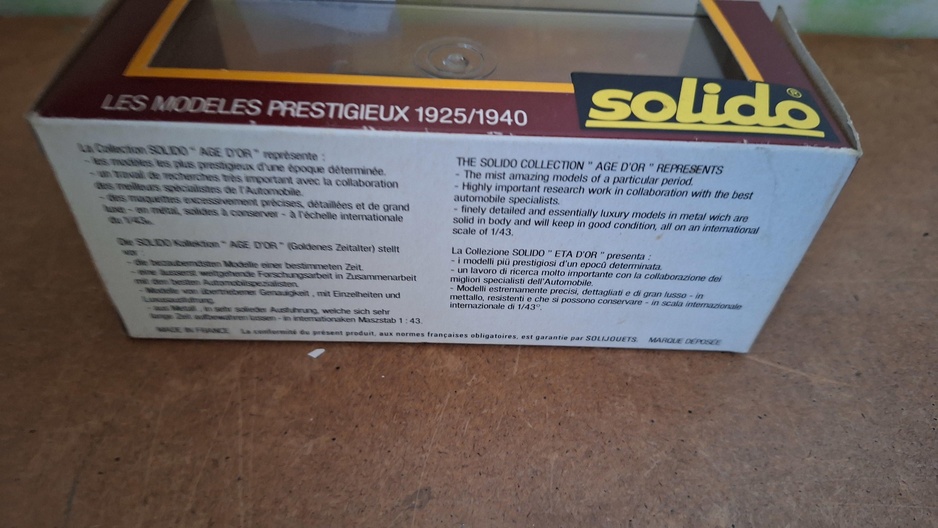 LES MODELES PRESTIGIEUX 1925/1940
solido®
La Collection SOLIDO " AGE D'OR " représente :
- les modèles les plus prestigieux d'une époque déterminée.
- un travail de recherches très important avec la collaboration
des meilleurs spécialistes de l'Automobile.
- des maquettes excessivement précises, détaillées et de grand
luxe - en métal, solides à conserver - à l'échelle internationale
du 1/43e.
Die SOLIDO Kollektion " AGE D'OR " (Goldenes Zeitalter) stellt
vor :
- die bezaubernsten Modelle einer bestimmeten Zeit.
- eine äusserst weitgehende Forschungsarbeit in Zusammenarbeit
mit den besten Automobilspezialisten.
- Modelle von übertriebener Genauigkeit, mit Einzelheiten und
Luxusausfuhrung.
- aus Metall, in sehr solieder Ausfuhrung, welche sich sehr
lange Zeit aufbewähren lassen - in internationaken Maszstab 1 : 43.
THE SOLIDO COLLECTION " AGE D'OR " REPRESENTS
- The mist amazing models of a particular period.
- Highly important research work in collaboration with the best
automobile specialists.
- finely detailed and essentially luxury models in metal wich are
solid in body and will keep in good condition, all on an international
scale of 1/43.
La Collezione SOLIDO " ETA D'OR " presenta :
- i modelli più prestigiosi d'un epocò determinata.
- un lavoro di ricerca molto importante con la collaborazione dei
migliori specialisti dell'Automobile.
- Modelli estremamente precisi, dettagliati e di gran lusso - in
mettallo, resistenti e che si possono conservare - in scala internazionale
internazionale di 1/43°.
MADE IN FRANCE La conformité du présent produit, aux normes françaises obligatoires, est garantie par SOLIJOUETS. MARQUE DÉPOSÉE